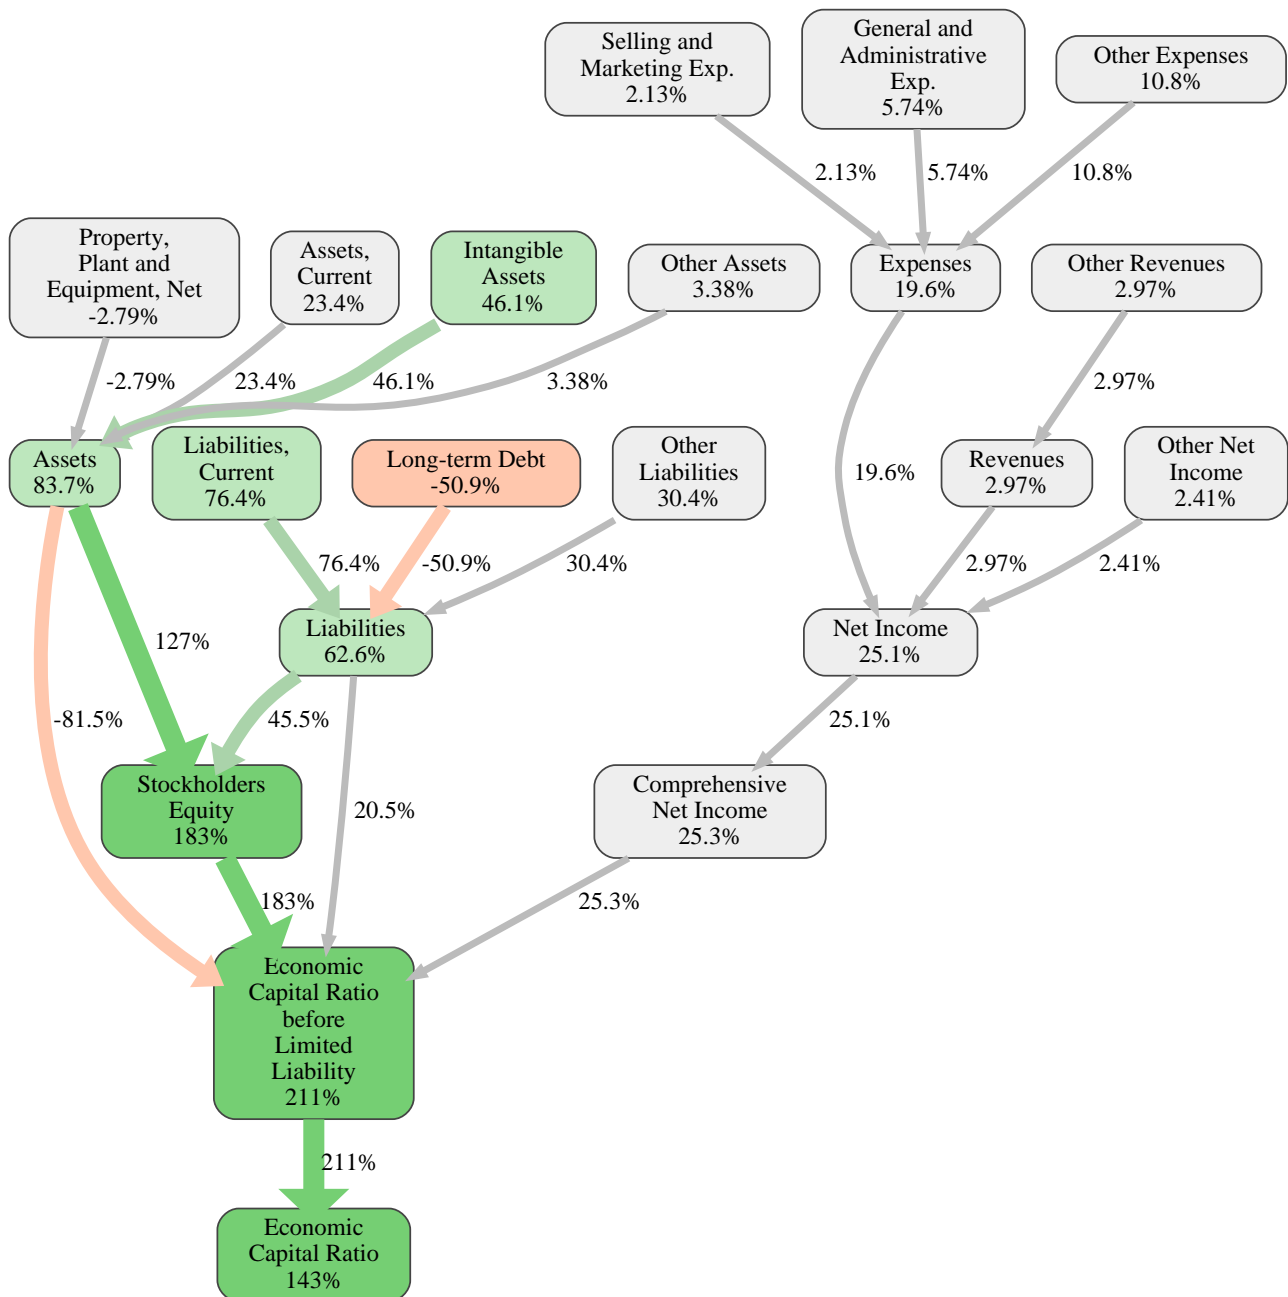 Selling and
Marketing Exp.
2.13%
General and
Administrative
Exp.
5.74%
Other Expenses
10.8%
2.13%
5.74%
10.8%
Property,
Plant and
Equipment, Net
-2.79%
Assets,
Current
23.4%
Intangible
Assets
46.1%
Other Assets
3.38%
Expenses
19.6%
Other Revenues
2.97%
-2.79%
23.4%
46.1%
3.38%
2.97%
Assets
83.7%
Liabilities,
Current
76.4%
Long-term Debt
-50.9%
Other
Liabilities
30.4%
19.6%
Revenues
2.97%
Other Net
Income
2.41%
76.4%
-50.9%
30.4%
2.97%
2.41%
127%
Liabilities
62.6%
Net Income
25.1%
-81.5%
45.5%
25.1%
Stockholders
Equity
183%
20.5%
Comprehensive
Net Income
25.3%
183%
25.3%
Economic
Capital Ratio
before
Limited
Liability
211%
211%
Economic
Capital Ratio
143%